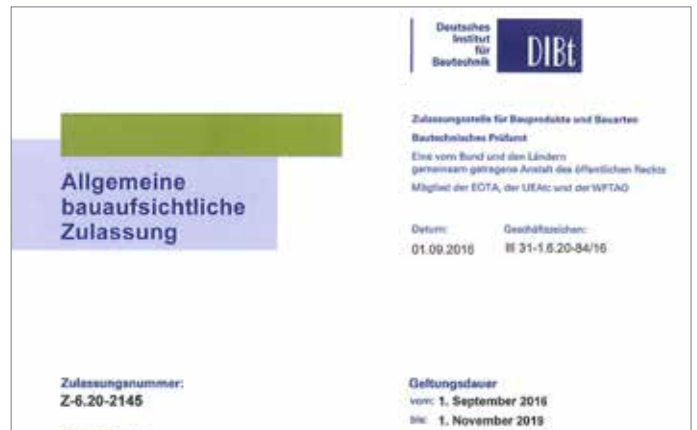 Deutsches
Institut
für
Bautechnik
DIBt
Zulassungsstelle für Bauprodukte und Bauarten
Bautechnisches Prüfamt
Eine vom Bund und den Ländern
gemeinsam getragene Anstalt des öffentlichen Rechts
Mitglied der EOTA, der UEAtc und der WFTAO
Allgemeine
bauaufsichtliche
Zulassung
Datum: Geschäftszeichen:
01.09.2016 III 31-1.6.20-84/16
Zulassungsnummer:
Z-6.20-2145
Geltungsdauer
vom: 1. September 2016
bis: 1. November 2019